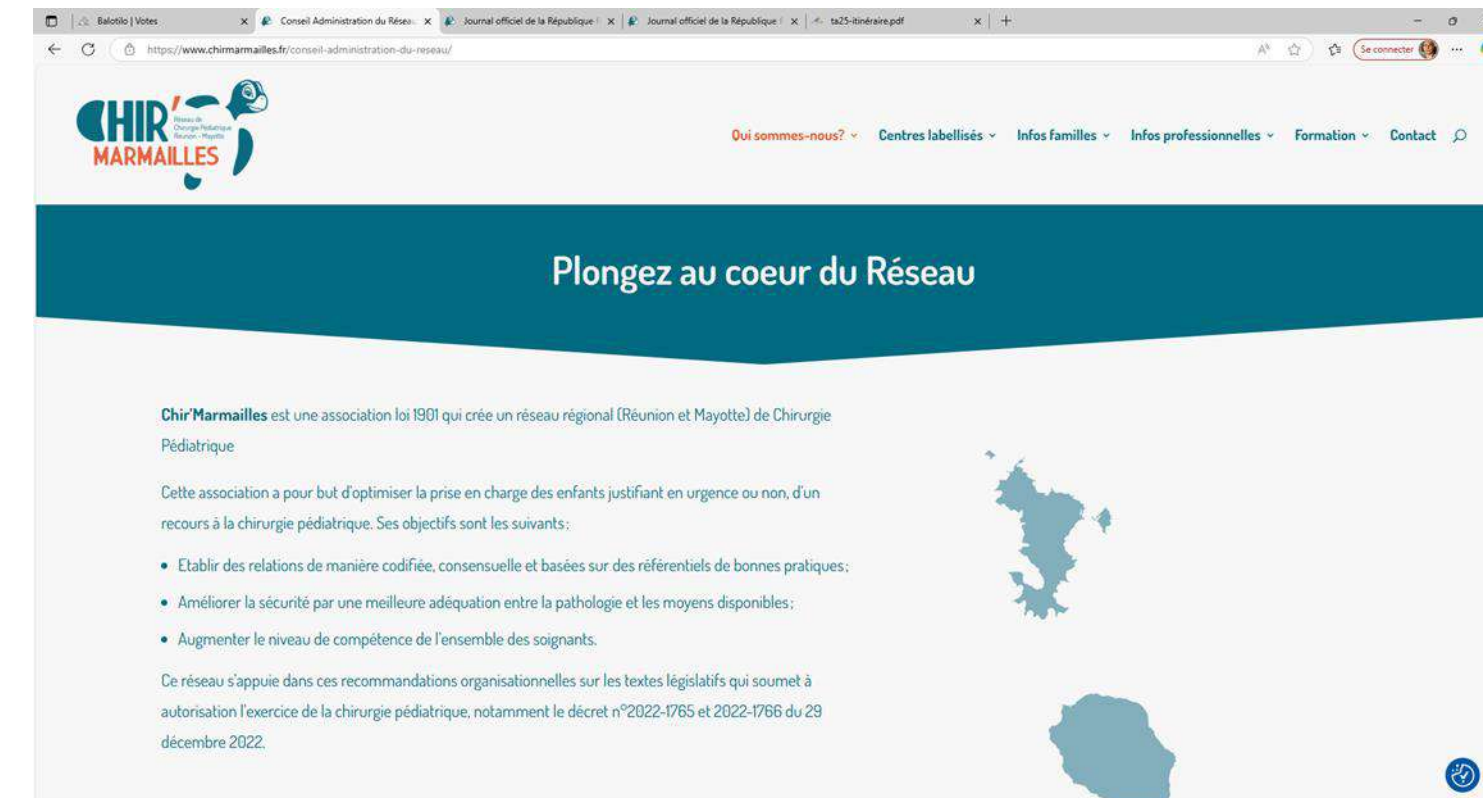 Balotilo | Votes
Conseil Administration du Réseau
Journal officiel de la République
Journal officiel de la République
ta25-itinéraire.pdf
https://www.chirmarmailles.fr/conseil-administration-du-reseau/
Se connecter
CHIR'
Réseau de
Chirurgie Pédiatrique
Réunion - Mayotte
MARMAILLES
Qui sommes-nous?
Centres labellisés
Infos familles
Infos professionnelles
Formation
Contact
Plongez au coeur du Réseau
Chir'Marmailles est une association loi 1901 qui crée un réseau régional (Réunion et Mayotte) de Chirurgie
Pédiatrique
Cette association a pour but d'optimiser la prise en charge des enfants justifiant en urgence ou non, d'un
recours à la chirurgie pédiatrique. Ses objectifs sont les suivants :
• Etablir des relations de manière codifiée, consensuelle et basées sur des référentiels de bonnes pratiques ;
• Améliorer la sécurité par une meilleure adéquation entre la pathologie et les moyens disponibles ;
• Augmenter le niveau de compétence de l'ensemble des soignants.
Ce réseau s'appuie dans ces recommandations organisationnelles sur les textes législatifs qui soumet à
autorisation l'exercice de la chirurgie pédiatrique, notamment le décret n°2022-1765 et 2022-1766 du 29
décembre 2022.